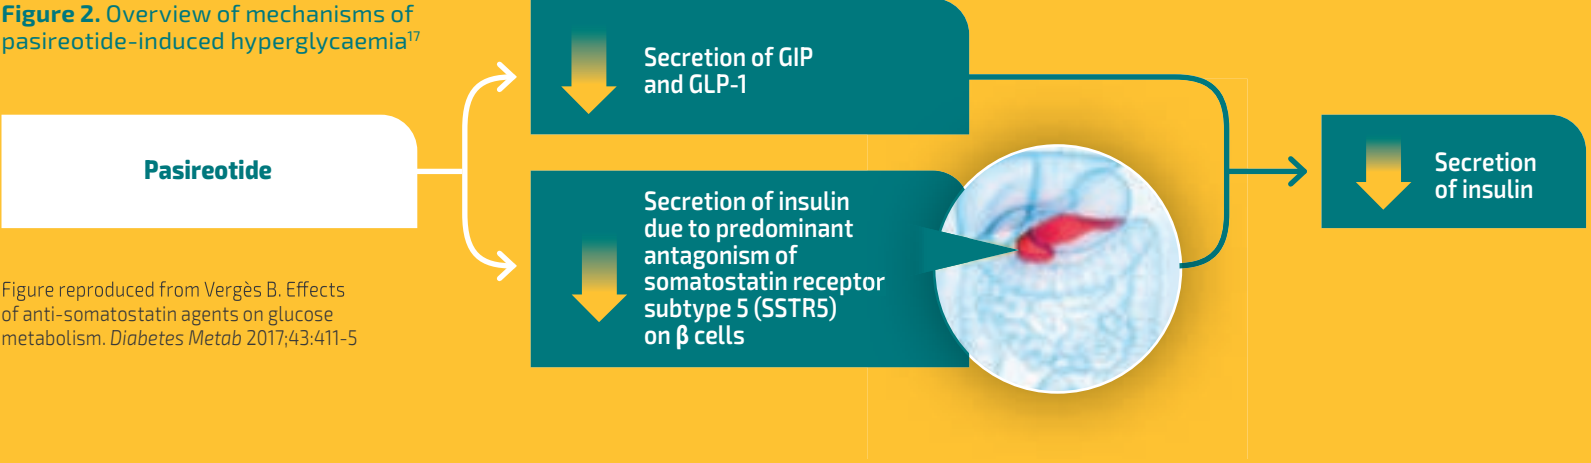 Figure 2. Overview of mechanisms of
pasireotide-induced hyperglycaemia17
Pasireotide
Figure reproduced from Vergès B. Effects
of anti-somatostatin agents on glucose
metabolism. Diabetes Metab 2017;43:411-5
Secretion of GIP
and GLP-1
Secretion of insulin
due to predominant
antagonism of
somatostatin receptor
subtype 5 (SSTR5)
on β cells
Secretion
of insulin